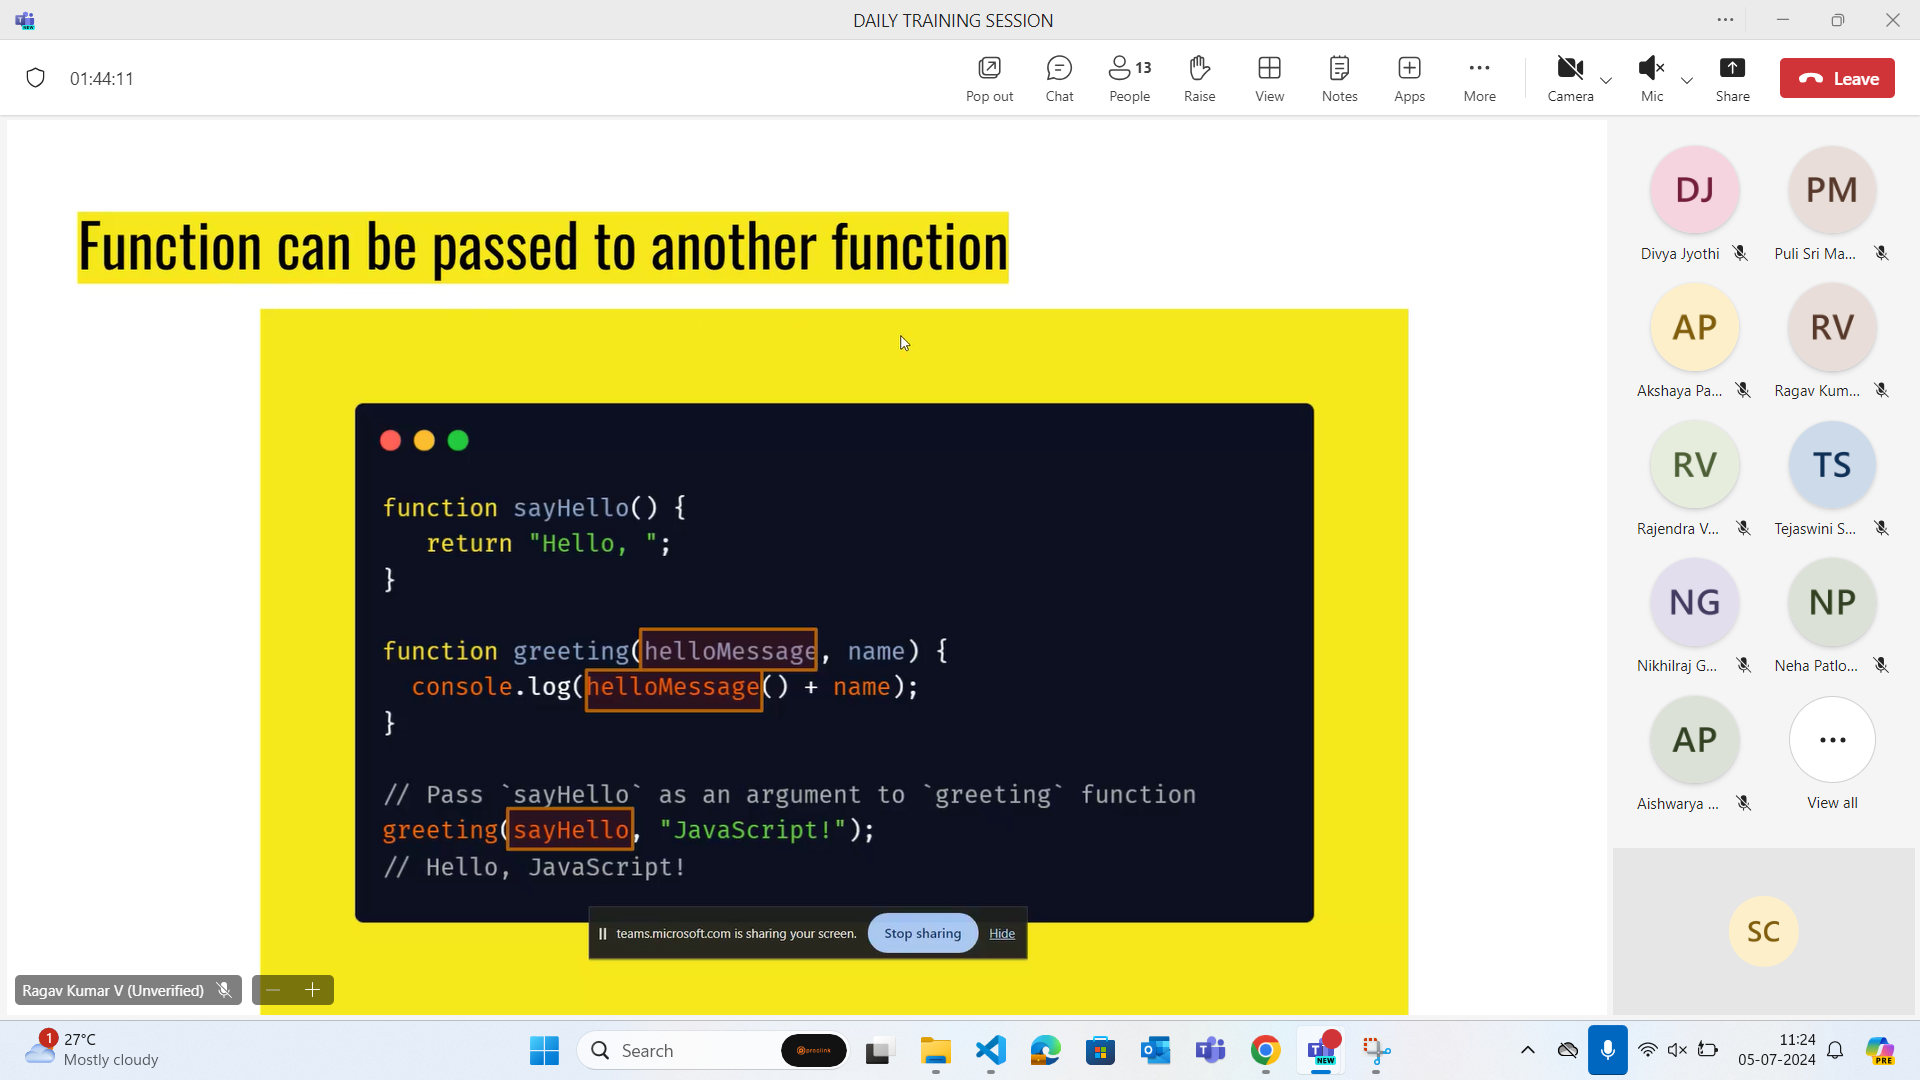 DAILY TRAINING SESSION
01:44:11
Pop out
Chat
13
People
Raise
View
Notes
Apps
More
Camera
Mic
Share
Leave
Function can be passed to another function
function sayHello() {
return "Hello, ";
}
function greeting(helloMessage, name) {
console.log(helloMessage() + name);
}
// Pass `sayHello` as an argument to `greeting` function
greeting(sayHello, "JavaScript!");
// Hello, JavaScript!
teams.microsoft.com is sharing your screen.
Stop sharing
Hide
Ragav Kumar V (Unverified)
DJ
PM
Divya Jyothi
Puli Sri Ma...
AP
RV
Akshaya Pa...
Ragav Kum...
RV
TS
Rajendra V...
Tejaswini S...
NG
NP
Nikhilraj G...
Neha Patlo...
AP
Aishwarya ...
View all
SC
1
27°C
Mostly cloudy
Search
NEW
PRE
11:24
05-07-2024